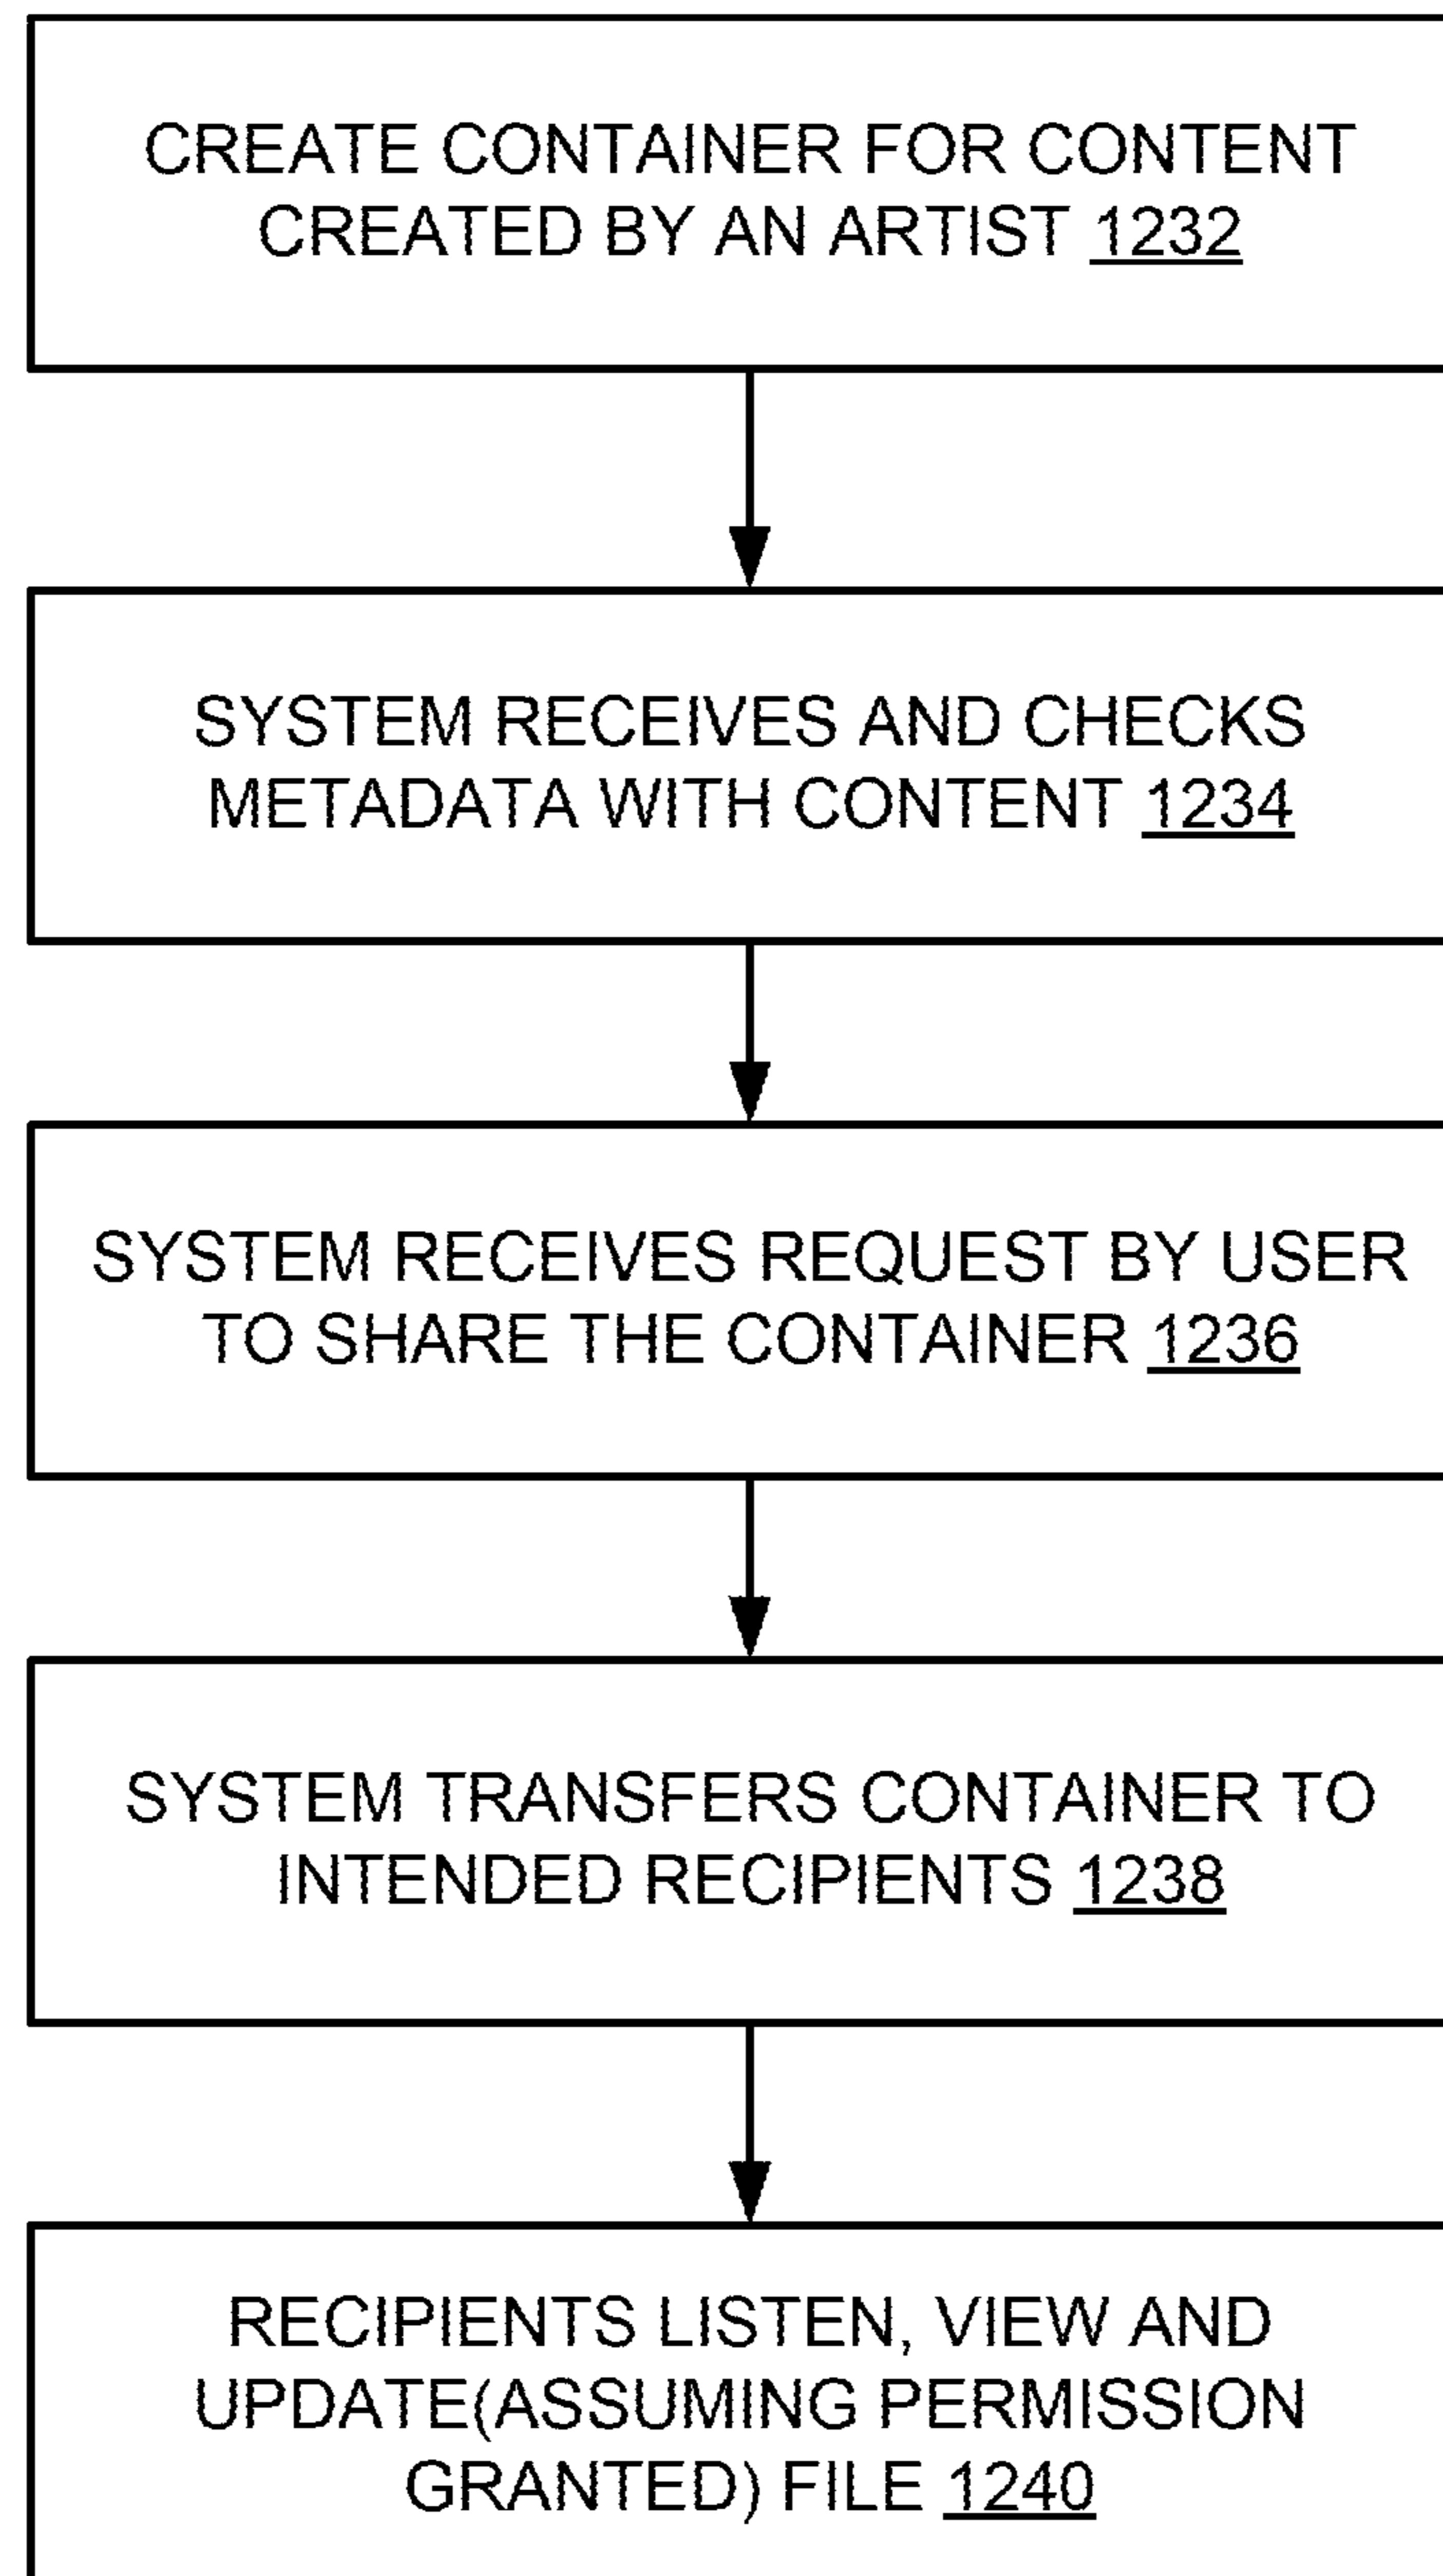 CREATE CONTAINER FOR CONTENT
CREATED BY AN ARTIST 1232
SYSTEM RECEIVES AND CHECKS
METADATA WITH CONTENT 1234
SYSTEM RECEIVES REQUEST BY USER
TO SHARE THE CONTAINER 1236
SYSTEM TRANSFERS CONTAINER TO
INTENDED RECIPIENTS 1238
RECIPIENTS LISTEN, VIEW AND
UPDATE(ASSUMING PERMISSION
GRANTED) FILE 1240